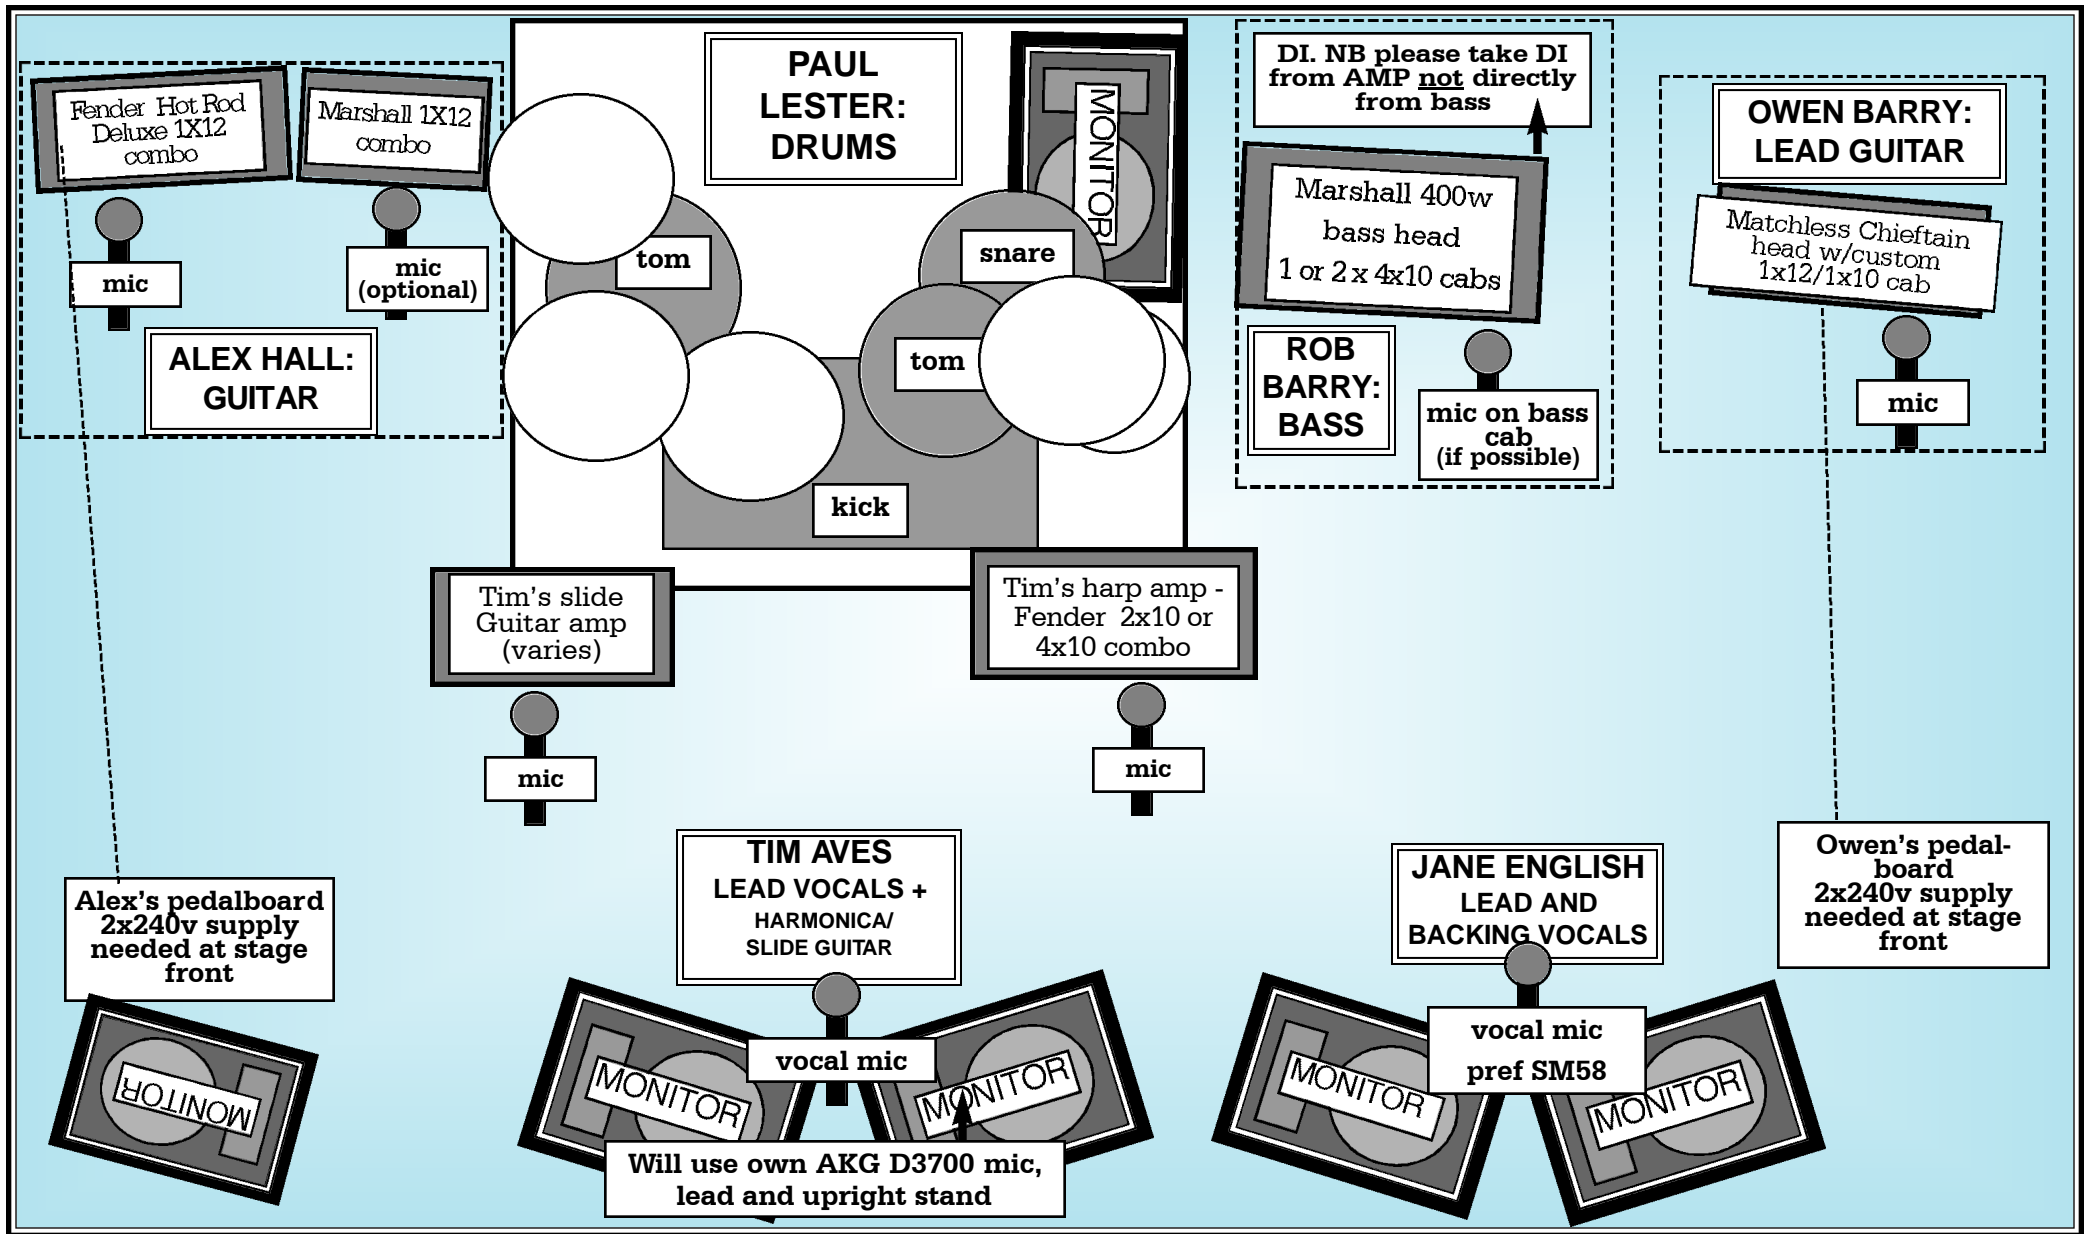 PAUL
LESTER:
DRUMS
MONITOR
DI. NB please take DI
from AMP not directly
from bass
OWEN BARRY:
LEAD GUITAR
Fender Hot Rod
Deluxe 1X12
combo
Marshall 1X12
combo
Marshall 400w
bass head
1 or 2 x 4x10 cabs
Matchless Chieftain
head w/custom
1x12/1x10 cab
mic
mic
(optional)
tom
snare
ALEX HALL:
GUITAR
tom
kick
ROB
BARRY:
BASS
mic on bass
cab
(if possible)
mic
Tim's slide
Guitar amp
(varies)
Tim's harp amp -
Fender 2x10 or
4x10 combo
mic
mic
Alex's pedalboard
2x240v supply
needed at stage
front
TIM AVES
LEAD VOCALS +
HARMONICA/
SLIDE GUITAR
JANE ENGLISH
LEAD AND
BACKING VOCALS
Owen's pedal-
board
2x240v supply
needed at stage
front
MONITOR
MONITOR
vocal mic
MONITOR
MONITOR
vocal mic
pref SM58
MONITOR
Will use own AKG D3700 mic,
lead and upright stand